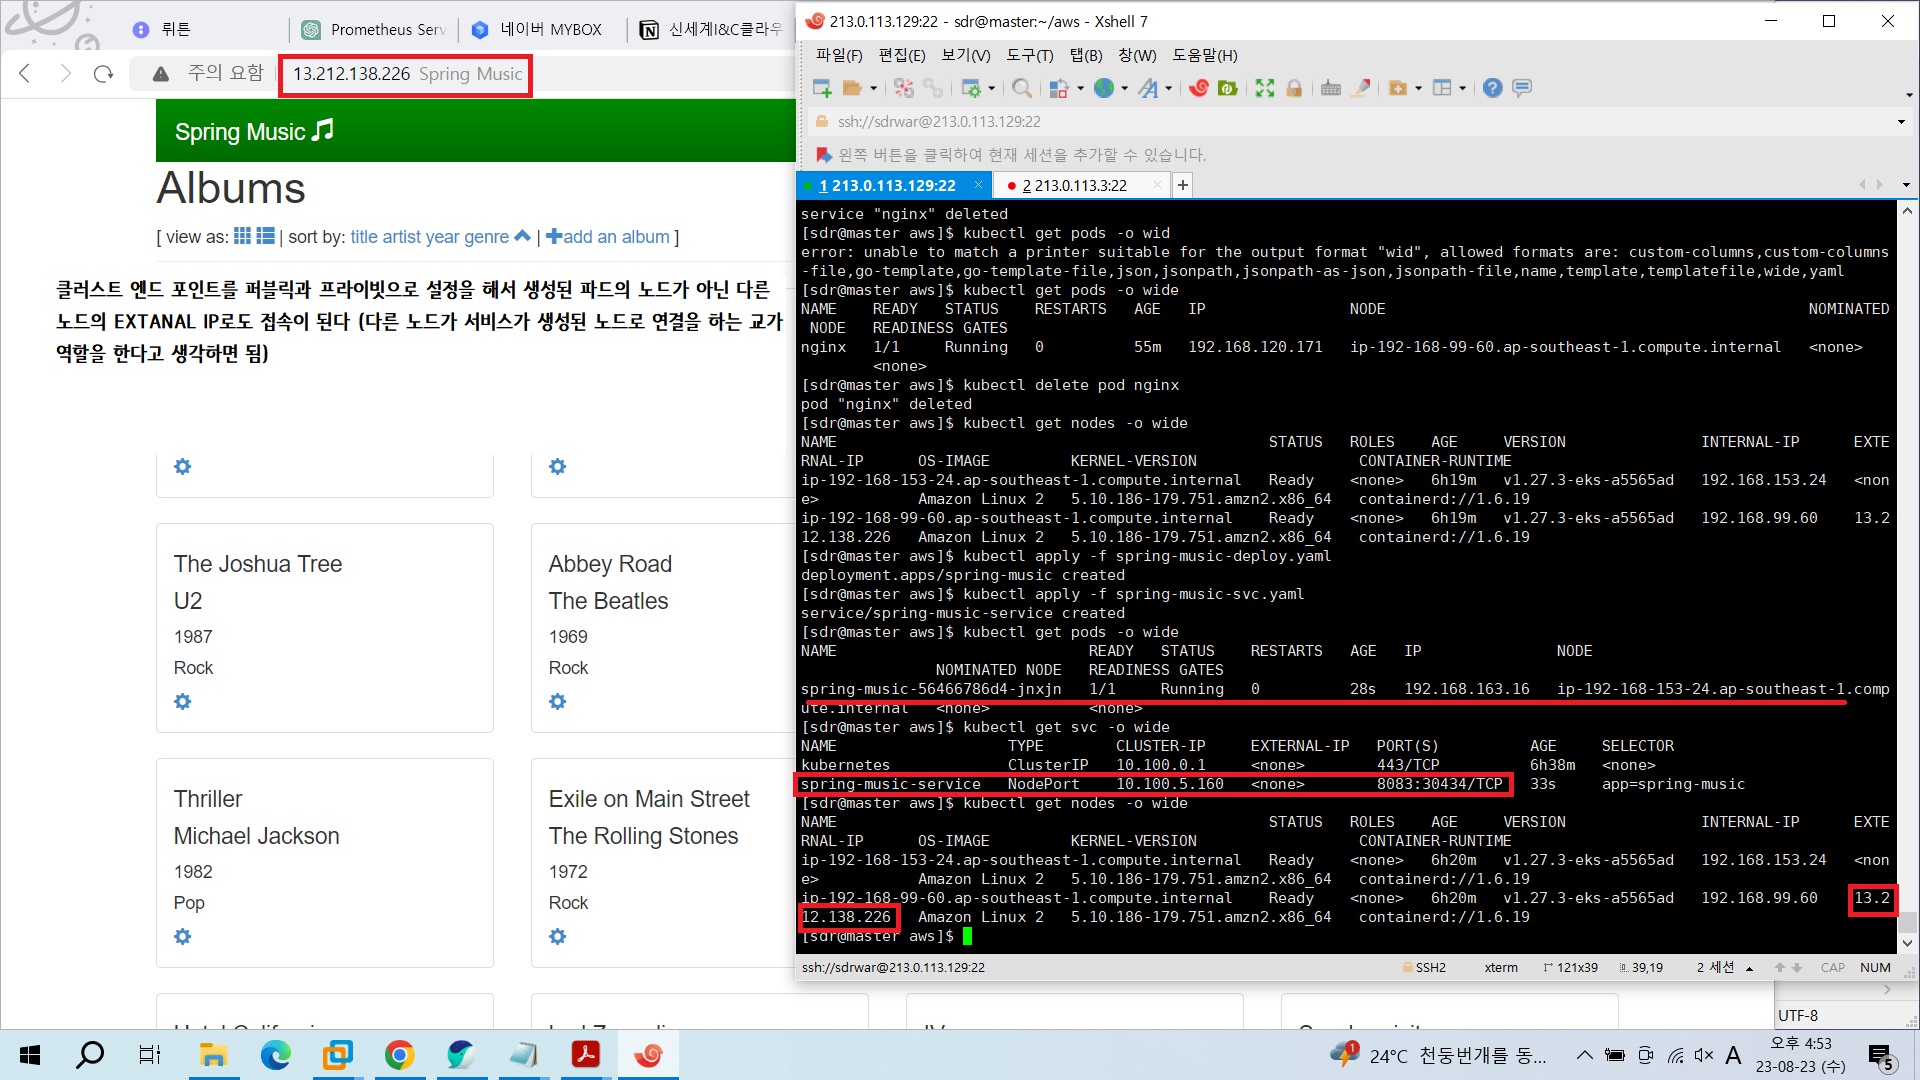 뤼튼
Prometheus Serv
네이버 MYBOX
신세계I&C클라우
주의 요함
13.212.138.226 Spring Music
Spring Music
Albums
[ view as: | sort by: title artist year genre | add an album ]
클러스트 엔드 포인트를 퍼블릭과 프라이빗으로 설정을 해서 생성된 파드의 노드가 아닌 다른
노드의 EXTANAL IP로도 접속이 된다 (다른 노드가 서비스가 생성된 노드로 연결을 하는 교가
역할을 한다고 생각하면 됨)
The Joshua Tree
U2
1987
Rock
Abbey Road
The Beatles
1969
Rock
Thriller
Michael Jackson
1982
Pop
Exile on Main Street
The Rolling Stones
1972
Rock
213.0.113.129:22 - sdr@master:~/aws - Xshell 7
파일(F) 편집(E) 보기(V) 도구(T) 탭(B) 창(W) 도움말(H)
ssh://sdrwar@213.0.113.129:22
왼쪽 버튼을 클릭하여 현재 세션을 추가할 수 있습니다.
1 213.0.113.129:22 × 2 213.0.113.3:22 × +
service "nginx" deleted
[sdr@master aws]$ kubectl get pods -o wid
error: unable to match a printer suitable for the output format "wid", allowed formats are: custom-columns,custom-columns
-file,go-template,go-template-file,json,jsonpath,jsonpath-as-json,jsonpath-file,name,template,templatefile,wide,yaml
[sdr@master aws]$ kubectl get pods -o wide
NAME READY STATUS RESTARTS AGE IP NODE NOMINATED
NODE READINESS GATES
nginx 1/1 Running 0 55m 192.168.120.171 ip-192-168-99-60.ap-southeast-1.compute.internal <none>
<none>
[sdr@master aws]$ kubectl delete pod nginx
pod "nginx" deleted
[sdr@master aws]$ kubectl get nodes -o wide
NAME STATUS ROLES AGE VERSION INTERNAL-IP EXTE
RNAL-IP OS-IMAGE KERNEL-VERSION CONTAINER-RUNTIME
ip-192-168-153-24.ap-southeast-1.compute.internal Ready <none> 6h19m v1.27.3-eks-a5565ad 192.168.153.24 <non
e> Amazon Linux 2 5.10.186-179.751.amzn2.x86_64 containerd://1.6.19
ip-192-168-99-60.ap-southeast-1.compute.internal Ready <none> 6h19m v1.27.3-eks-a5565ad 192.168.99.60 13.2
12.138.226 Amazon Linux 2 5.10.186-179.751.amzn2.x86_64 containerd://1.6.19
[sdr@master aws]$ kubectl apply -f spring-music-deploy.yaml
deployment.apps/spring-music created
[sdr@master aws]$ kubectl apply -f spring-music-svc.yaml
service/spring-music-service created
[sdr@master aws]$ kubectl get pods -o wide
NAME READY STATUS RESTARTS AGE IP NODE
NOMINATED NODE READINESS GATES
spring-music-56466786d4-jnxjn 1/1 Running 0 28s 192.168.163.16 ip-192-168-153-24.ap-southeast-1.comp
ute.internal <none> <none>
[sdr@master aws]$ kubectl get svc -o wide
NAME TYPE CLUSTER-IP EXTERNAL-IP PORT(S) AGE SELECTOR
kubernetes ClusterIP 10.100.0.1 <none> 443/TCP 6h38m <none>
spring-music-service NodePort 10.100.5.160 <none> 8083:30434/TCP 33s app=spring-music
[sdr@master aws]$ kubectl get nodes -o wide
NAME STATUS ROLES AGE VERSION INTERNAL-IP EXTE
RNAL-IP OS-IMAGE KERNEL-VERSION CONTAINER-RUNTIME
ip-192-168-153-24.ap-southeast-1.compute.internal Ready <none> 6h20m v1.27.3-eks-a5565ad 192.168.153.24 <non
e> Amazon Linux 2 5.10.186-179.751.amzn2.x86_64 containerd://1.6.19
ip-192-168-99-60.ap-southeast-1.compute.internal Ready <none> 6h20m v1.27.3-eks-a5565ad 192.168.99.60 13.2
12.138.226 Amazon Linux 2 5.10.186-179.751.amzn2.x86_64 containerd://1.6.19
[sdr@master aws]$
ssh://sdrwar@213.0.113.129:22 SSH2 xterm 121x39 39,19 2 세션 CAP NUM
UTF-8
24°C 천둥번개를 동...
A
오후 4:53
23-08-23 (수)
5
1